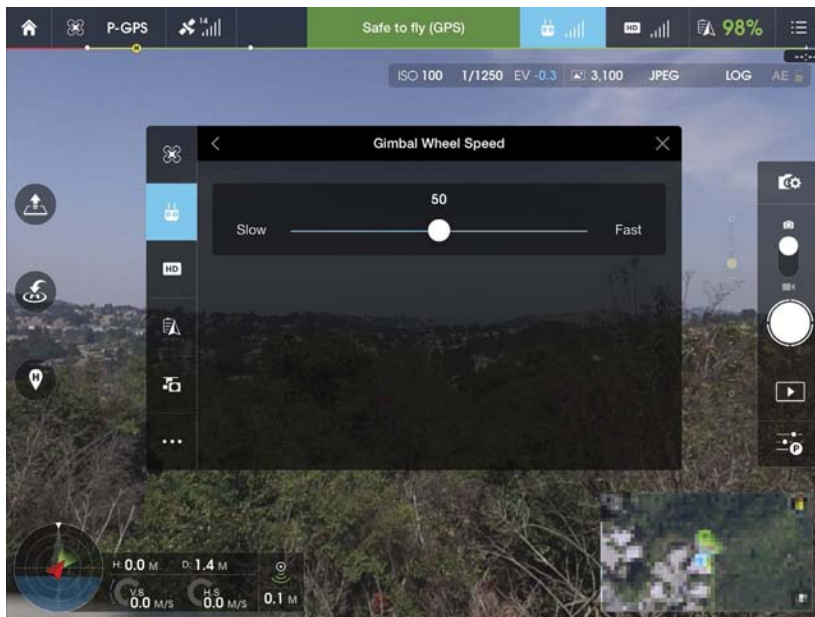 P-GPS 14 Safe to fly (GPS) HD 98%
H
--:--
ISO 100 1/1250 EV -0.3 3,100 JPEG LOG AE
Gimbal Wheel Speed
50
Slow Fast
HD
H
H
P
H: 0.0 M D: 1.4 M
V.S 0.0 M/S H.S 0.0 M/S 0.1 M